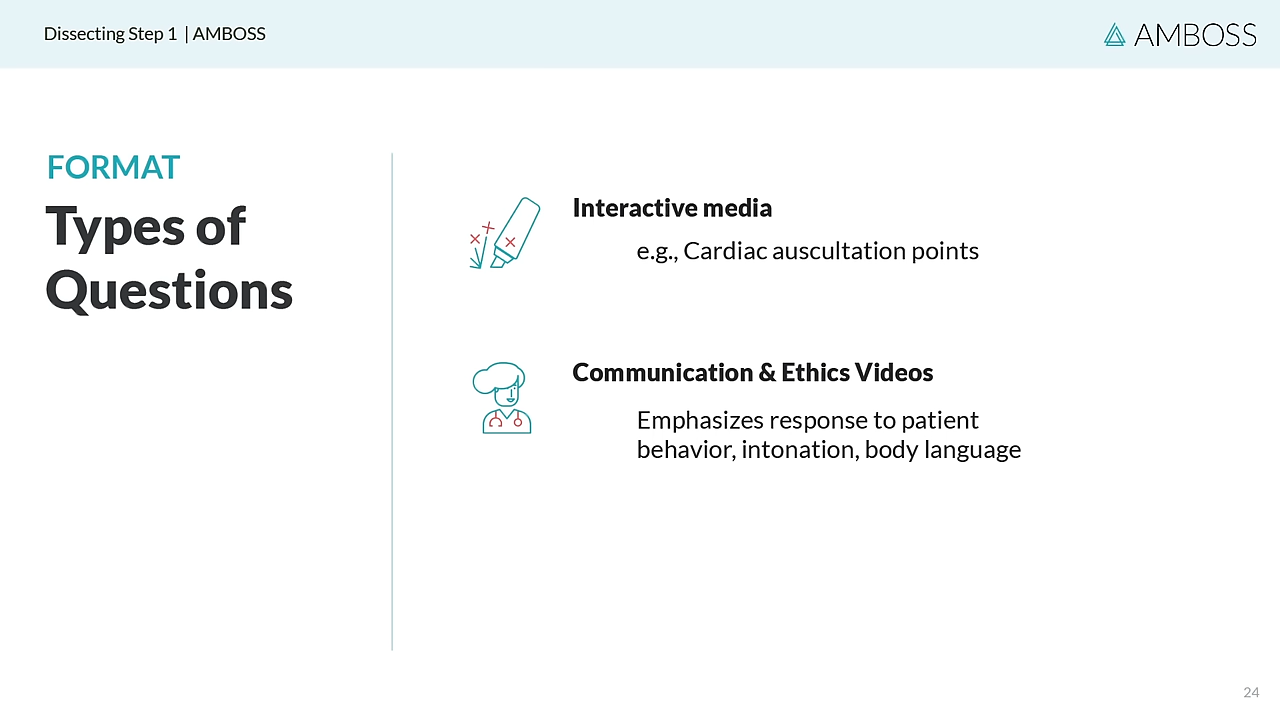 Dissecting Step 1 | AMBOSS
AMBOSS
FORMAT
Types of
Questions
Interactive media
e.g., Cardiac auscultation points
Communication & Ethics Videos
Emphasizes response to patient
behavior, intonation, body language
24